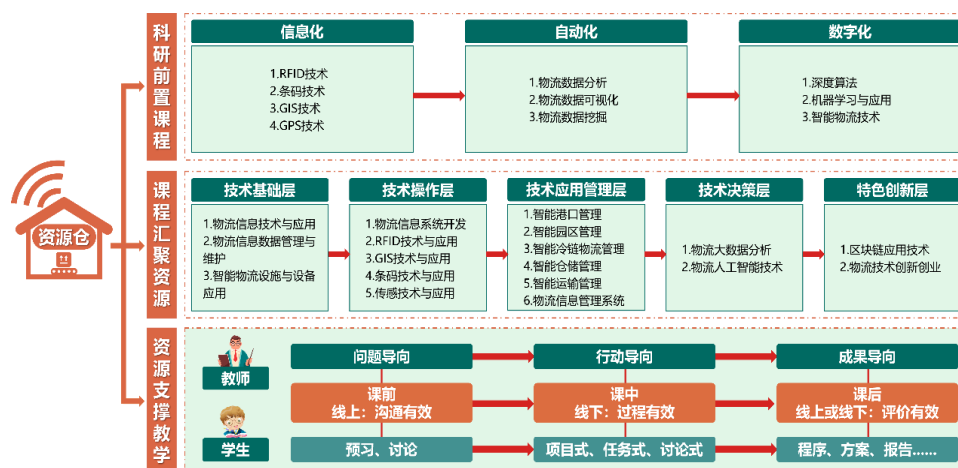 资源仓
科研前置课程
信息化
1.RFID技术
2.条码技术
3.GIS技术
4.GPS技术
自动化
1.物流数据分析
2.物流数据可视化
3.物流数据挖掘
数字化
1.深度算法
2.机器学习与应用
3.智能物流技术
课程汇聚资源
技术基础层
1.物流信息技术与应用
2.物流信息数据管理与
维护
3.智能物流设施与设备
应用
技术操作层
1.物流信息系统开发
2.RFID技术与应用
3.GIS技术与应用
4.条码技术与应用
5.传感技术与应用
技术应用管理层
1.智能港口管理
2.智能园区管理
3.智能冷链物流管理
4.智能仓储管理
5.智能运输管理
6.物流信息管理系统
技术决策层
1.物流大数据分析
2.物流人工智能技术
特色创新层
1.区块链应用技术
2.物流技术创新创业
资源支撑教学
教师
问题导向
行动导向
成果导向
课前
线上：沟通有效
课中
线下：过程有效
课后
线上或线下：评价有效
学生
预习、讨论
项目式、任务式、讨论式
程序、方案、报告......